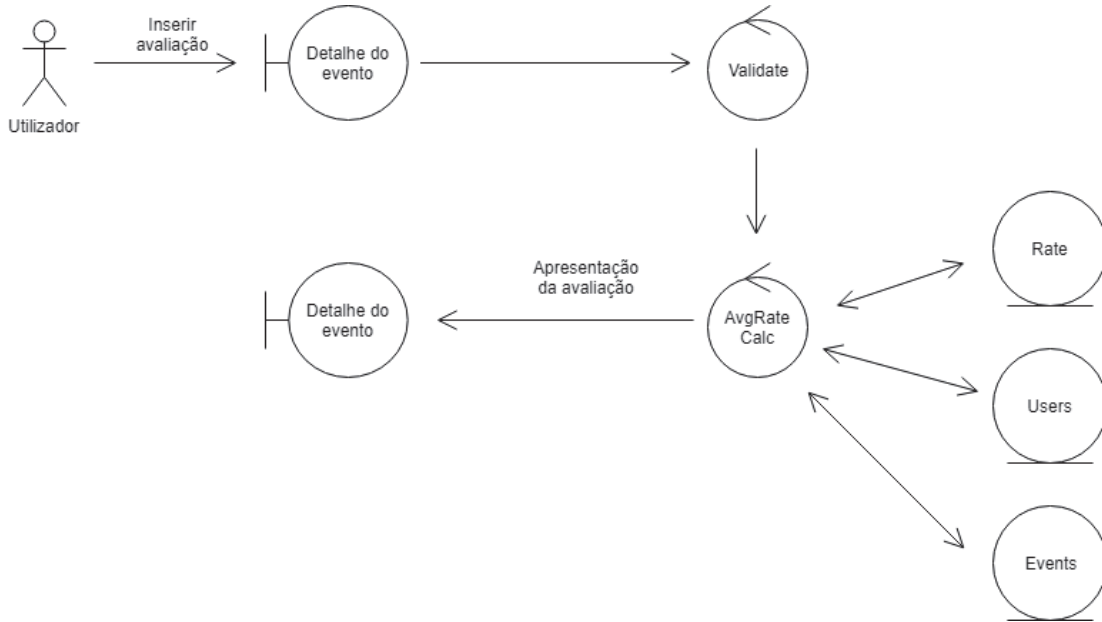 Inserir
avaliação
Detalhe do
evento
Validate
Utilizador
Rate
Apresentação
da avaliação
Detalhe do
evento
AvgRate
Calc
Users
Events